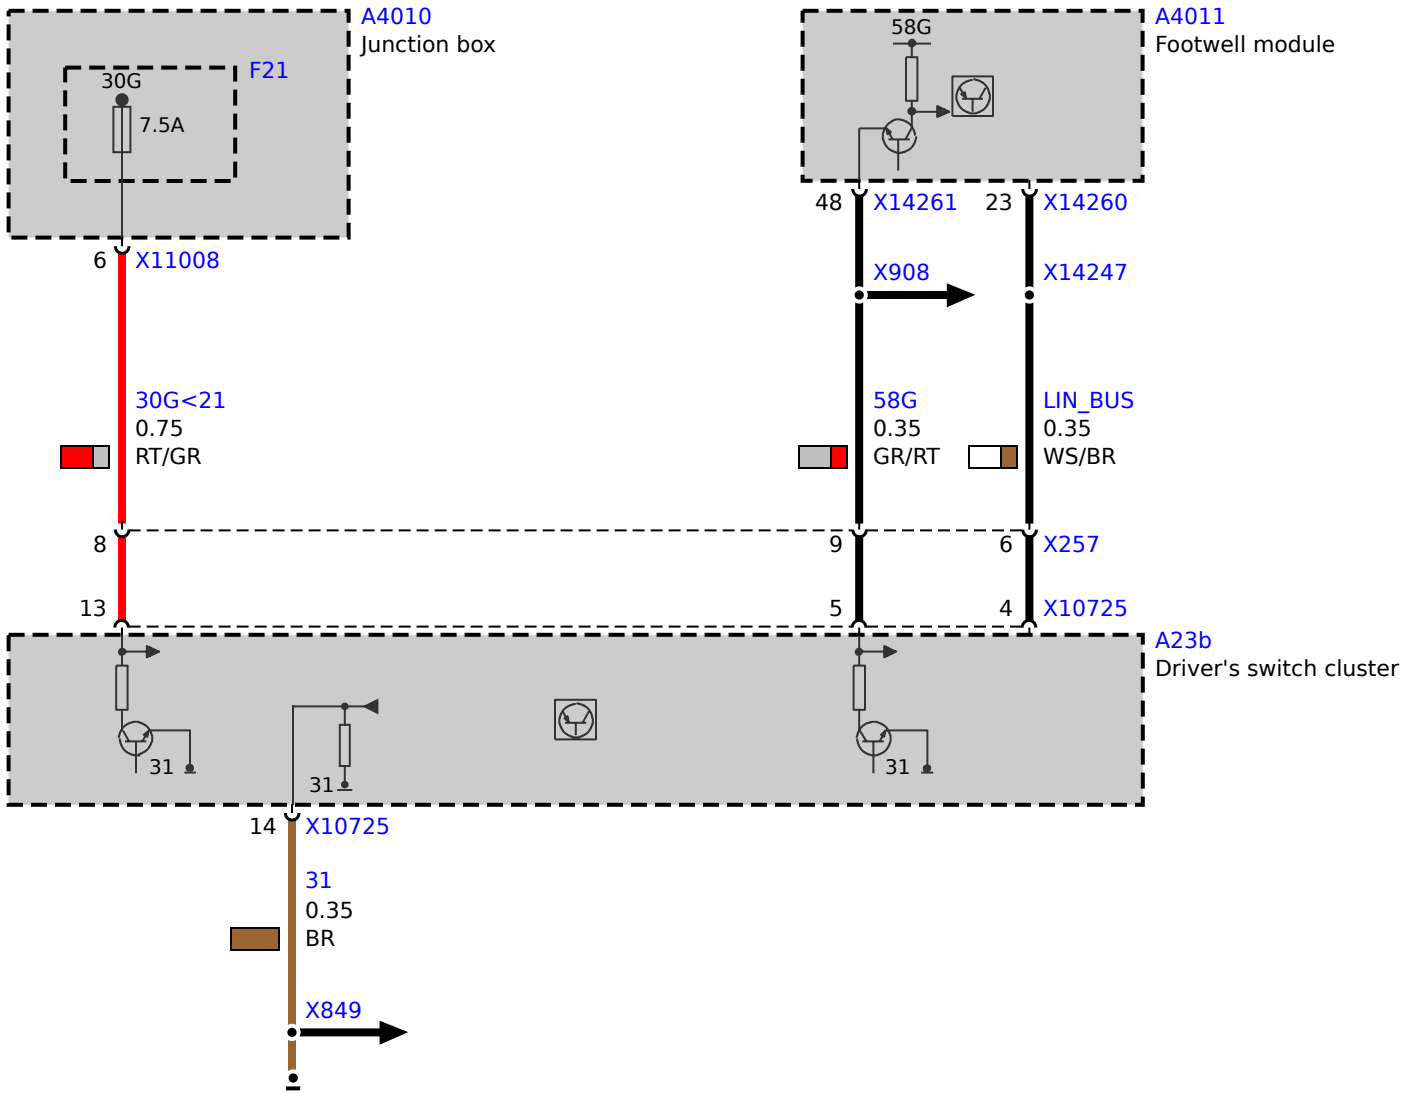 A4010
Junction box
F21
30G
7.5A
6 X11008
30G<21
0.75
RT/GR
A4011
Footwell module
58G
48 X14261 23 X14260
X908 X14247
58G
0.35
GR/RT
LIN_BUS
0.35
WS/BR
8 9 6 X257
13 5 4 X10725
A23b
Driver's switch cluster
31
31
31
14 X10725
31
0.35
BR
X849